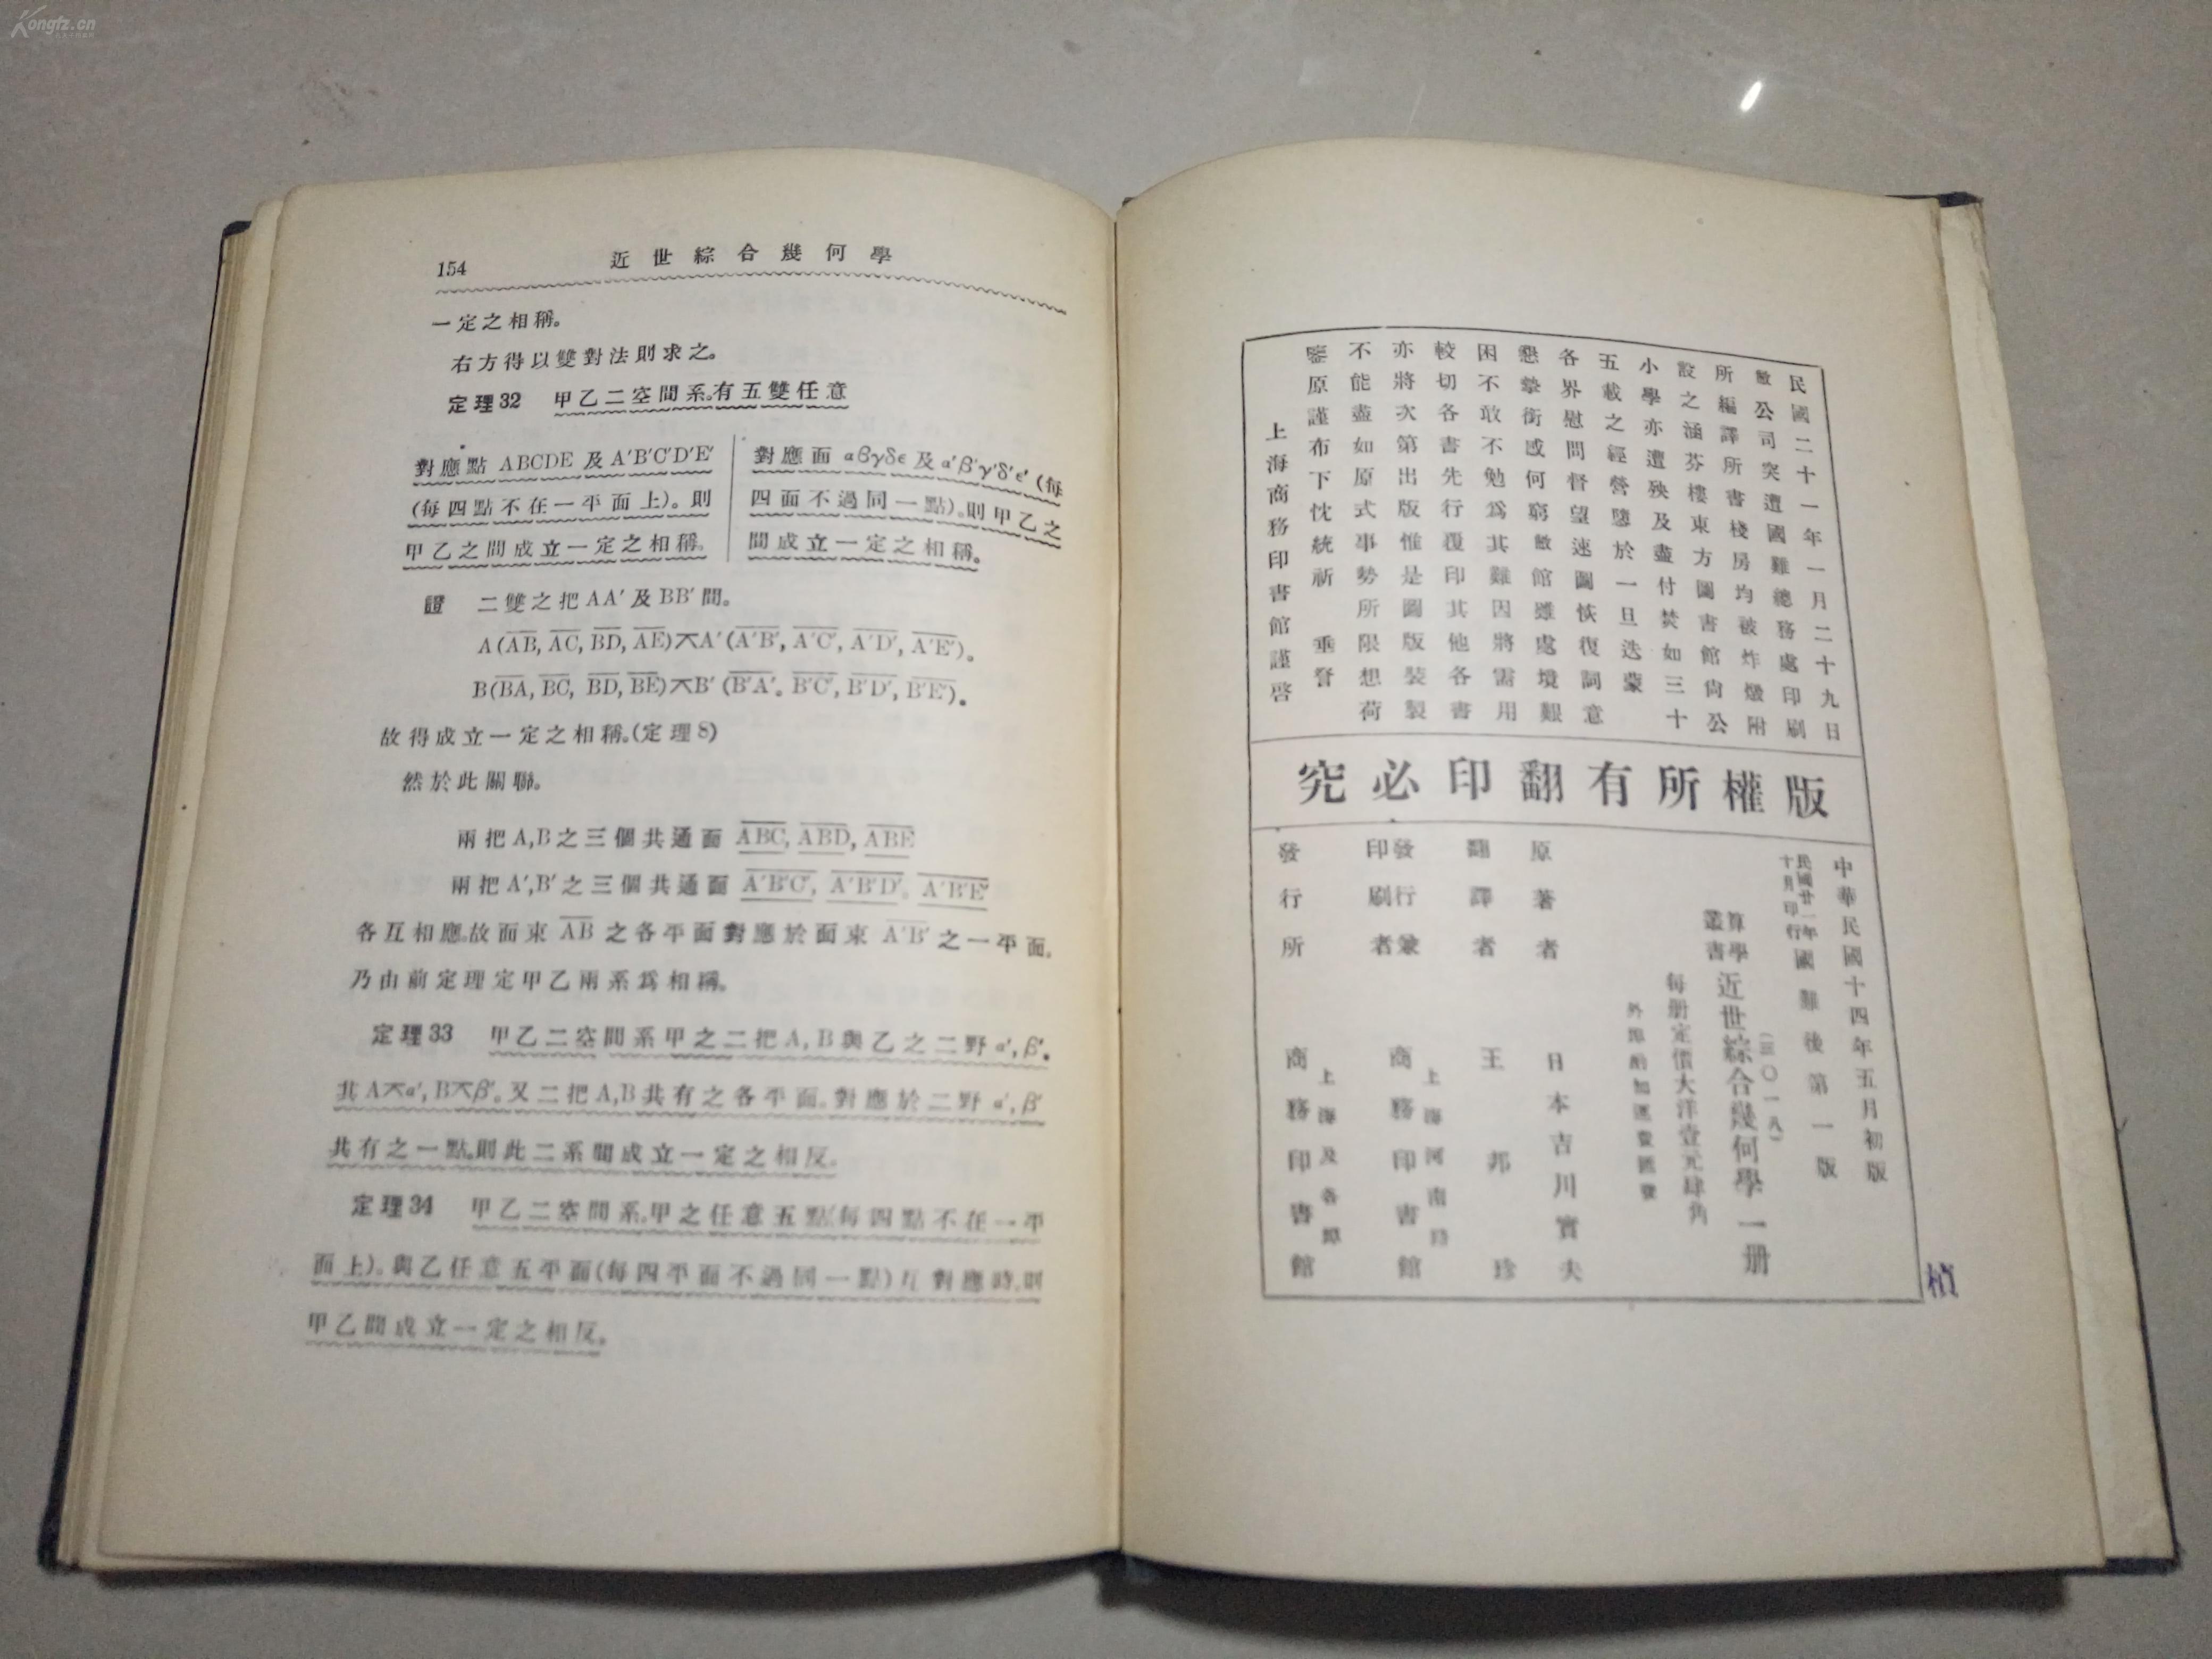 Kongfz.cn
154
近世綜合幾何學
一定之相稱。
右方得以雙對法則求之。
定理32 甲乙二空間系。有五雙任意
對應點 ABCDE 及 A′B′C′D′E′
(每四點不在一平面上)。則
甲乙之間成立一定之相稱。
對應面 αβγδϵ 及 α′β′γ′δ′ϵ′ (每
四面不過同一點)。則甲乙之
間成立一定之相稱。
證 二雙之把 AA′ 及 BB′ 間。
A(A̅B̅, A̅C̅, B̅D̅, A̅E̅)⊼A′(A̅′B̅′, A̅′C̅′, A̅′D̅′, A̅′E̅′)。
B(B̅A̅, B̅C̅, B̅D̅, B̅E̅)⊼B′(B̅′A̅′。B̅′C̅′, B̅′D̅′, B̅′E̅′)。
故得成立一定之相稱。(定理8)
然於此關聯。
兩把A,B之三個共通面 A̅B̅C̅, A̅B̅D̅, A̅B̅E̅
兩把A′,B′之三個共通面 A̅′B̅′C̅′, A̅′B̅′D̅′。A̅′B̅′E̅′
各互相應。故面束 A̅B̅ 之各平面對應於面束 A̅′B̅′ 之一平面。
乃由前定理定甲乙兩系爲相稱。
定理33 甲乙二空間系甲之二把A,B與乙之二野α′,β′。
其A⊼α′,B⊼β′。又二把A,B共有之各平面。對應於二野α′,β′
共有之一點。則此二系間成立一定之相反。
定理34 甲乙二空間系。甲之任意五點(每四點不在一平
面上)。與乙任意五平面(每四平面不過同一點)互對應時。則
甲乙間成立一定之相反。
民國二十一年一月二十九日
敝公司突遭國難總務處印刷
所編譯所書棧房均被炸燬附
設之涵芬樓東方圖書館尙公
小學亦遭殃及盡付焚如三十
五載之經營隳於一旦迭蒙
各界慰問督望速圖恢復詞意
懇摯銜感何窮敝館雖處境艱
困不敢不勉爲其難因將需用
較切各書先行覆印其他各書
亦將次第出版惟是圖版裝製
不能盡如原式事勢所限想荷
鑒原謹布下忱統祈 垂詧
上海商務印書館謹啓
版權所有翻印必究
中華民國十四年五月初版
民國廿一年十月印行國難後第一版
(三〇一八)
算學叢書 近世綜合幾何學一册
每册定價大洋壹元肆角
外埠酌加運費匯費
原著者 日本吉川實夫
翻譯者 王邦珍
發行兼印刷者 上海河南路 商務印書館
發行所 上海及各埠 商務印書館